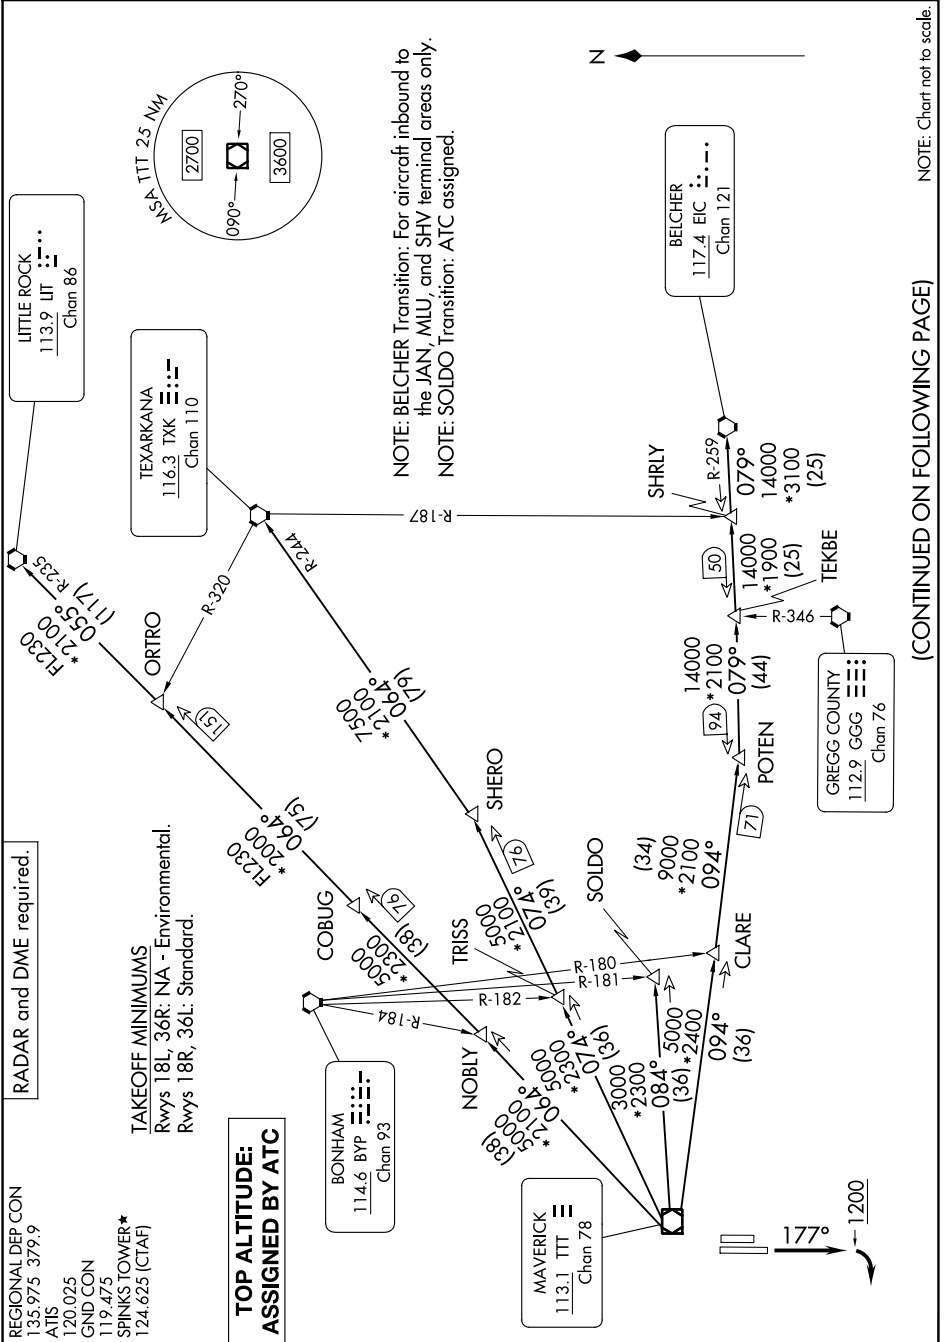 REGIONAL DEP CON
135.975 379.9
ATIS
120.025
GND CON
119.475
SPINKS TOWER★
124.625 (CTAF)
RADAR and DME required.
TAKEOFF MINIMUMS
Rwys 18L, 36R: NA - Environmental.
Rwys 18R, 36L: Standard.
TOP ALTITUDE:
ASSIGNED BY ATC
LITTLE ROCK
113.9 LIT
Chan 86
TEXARKANA
116.3 TXK
Chan 110
MSA TTT 25 NM
2700
090°
270°
3600
NOTE: BELCHER Transition: For aircraft inbound to
the JAN, MLU, and SHV terminal areas only.
NOTE: SOLDO Transition: ATC assigned.
N
BELCHER
117.4 EIC
Chan 121
BONHAM
114.6 BYP
Chan 93
MAVERICK
113.1 TTT
Chan 78
GREGG COUNTY
112.9 GGG
Chan 76
R-235
FL230
*2100
055°
(117)
ORTRO
151
R-320
FL230
*2000
064°
(75)
COBUG
76
5000
*2300
(38)
NOBLY
R-184
(38)
5000
*2100
064°
R-244
7500
*2100
064°
(79)
SHERO
76
5000
*2100
074°
(39)
TRISS
R-182
5000
*2300
074°
(36)
SOLDO
R-181
3000
*2300
084°
(36)
CLARE
R-180
5000
*2400
094°
(36)
(34)
9000
*2100
094°
71
POTEN
94
14000
*2100
079°
(44)
TEKBE
R-346
50
14000
*1900
(25)
SHRLY
R-187
R-259
079°
14000
*3100
(25)
177°
1200
(CONTINUED ON FOLLOWING PAGE)
NOTE: Chart not to scale.